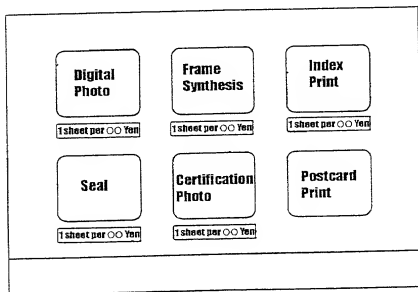 Digital
Photo
Frame
Synthesis
Index
Print
1 sheet per ○○ Yen
1 sheet per ○○ Yen
1 sheet per ○○ Yen
Seal
Certification
Photo
Postcard
Print
1 sheet per ○○ Yen
1 sheet per ○○ Yen